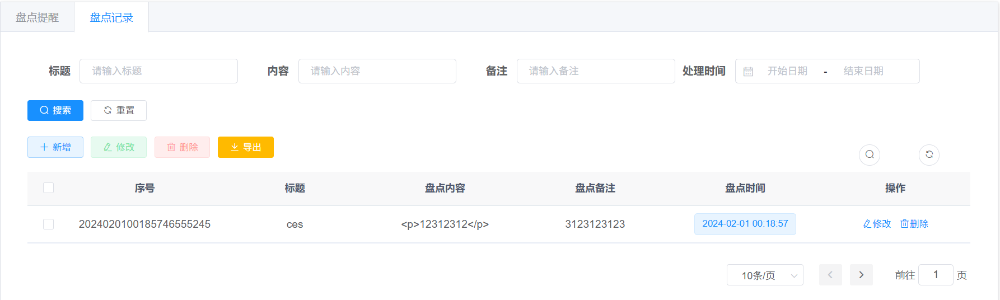 盘点提醒 盘点记录
标题 请输入标题 内容 请输入内容 备注 请输入备注 处理时间 开始日期 - 结束日期
搜索 重置
新增 修改 删除 导出
序号 标题 盘点内容 盘点备注 盘点时间 操作
2024020100185746555245 ces <p>12312312</p> 3123123123 2024-02-01 00:18:57 修改 删除
10条/页 前往 1 页